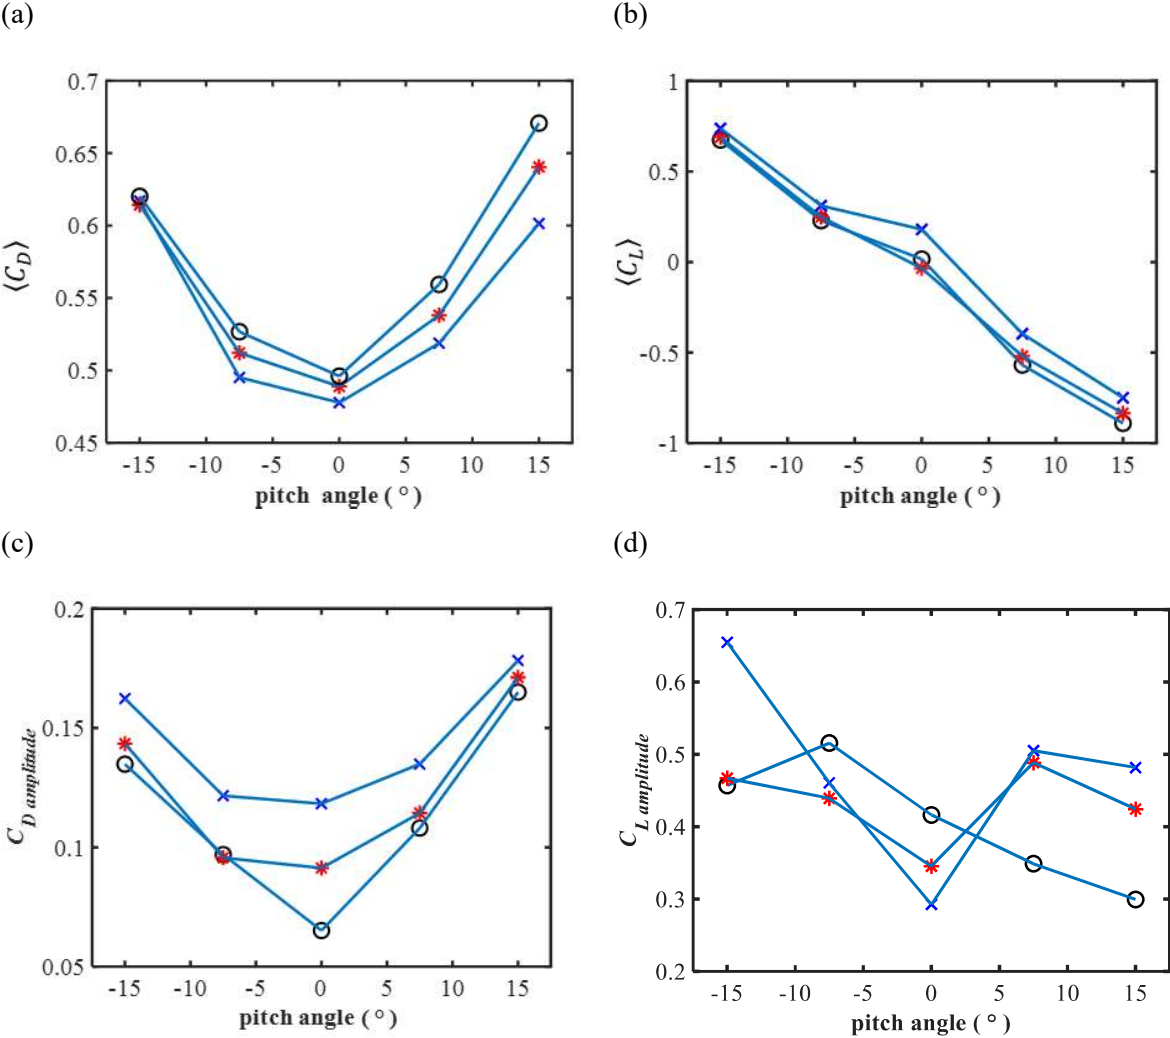 (a)
(b)
0.7
0.65
0.6
0.55
0.5
0.45
⟨C_D⟩
-15 -10 -5 0 5 10 15
pitch angle ( ° )
1
0.5
0
-0.5
-1
⟨C_L⟩
-15 -10 -5 0 5 10 15
pitch angle ( ° )
(c)
(d)
0.2
0.15
0.1
0.05
C_D amplitude
-15 -10 -5 0 5 10 15
pitch angle ( ° )
0.7
0.6
0.5
0.4
0.3
0.2
C_L amplitude
-15 -10 -5 0 5 10 15
pitch angle ( ° )